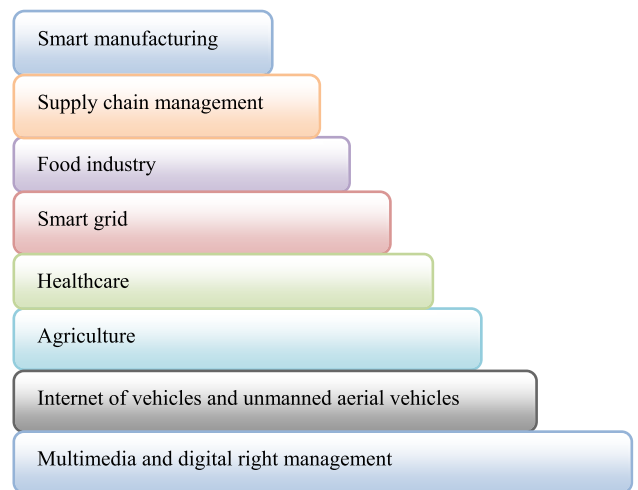 Smart manufacturing
Supply chain management
Food industry
Smart grid
Healthcare
Agriculture
Internet of vehicles and unmanned aerial vehicles
Multimedia and digital right management